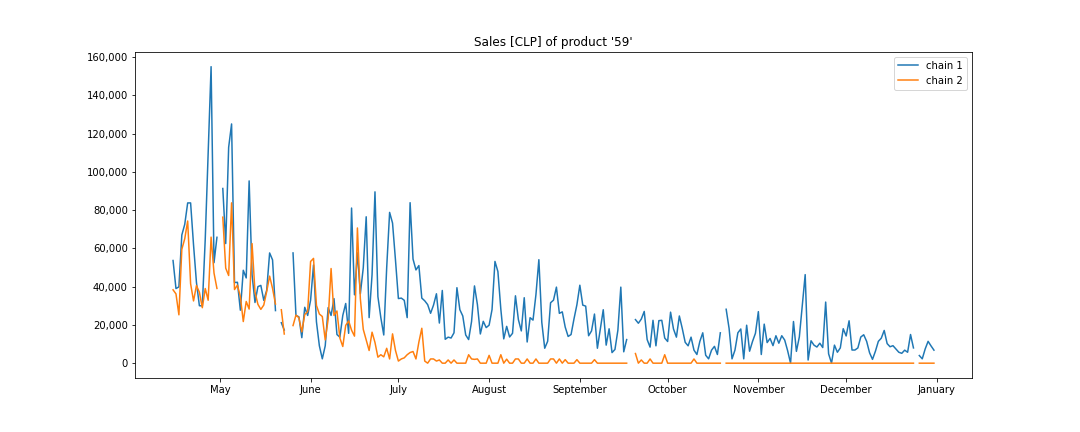 Sales [CLP] of product '59'
160,000
140,000
120,000
100,000
80,000
60,000
40,000
20,000
0
chain 1
chain 2
May June July August September October November December January